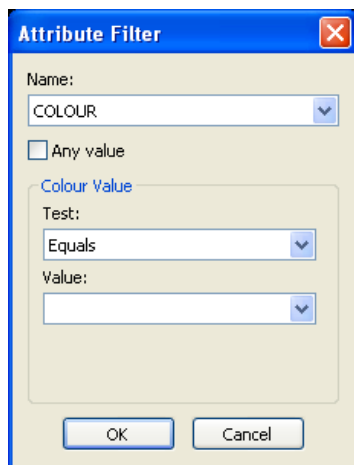 Attribute Filter
Name:
COLOUR
Any value
Colour Value
Test:
Equals
Value:
OK Cancel